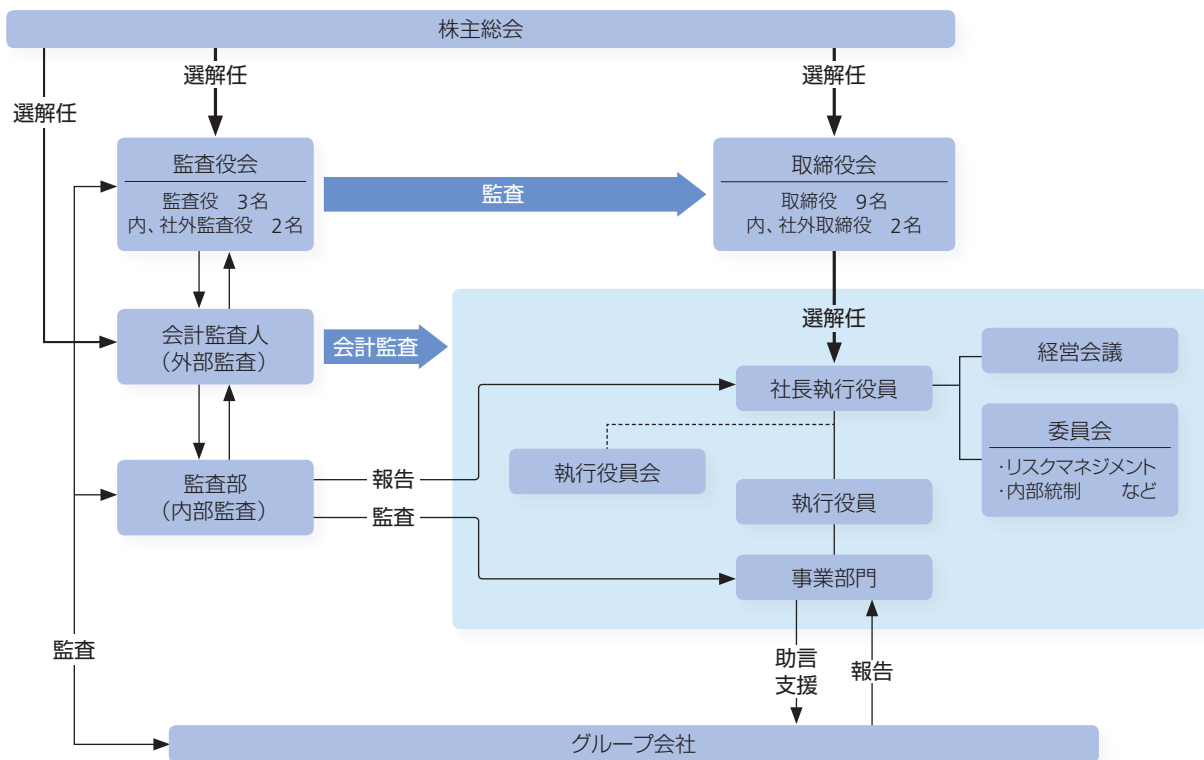 株主総会
選解任
選解任
選解任
監査役会
監査役　3名
内、社外監査役　2名
監査
取締役会
取締役　9名
内、社外取締役　2名
会計監査人
（外部監査）
会計監査
選解任
社長執行役員
経営会議
委員会
・リスクマネジメント
・内部統制　　など
執行役員会
監査部
（内部監査）
報告
監査
執行役員
事業部門
監査
助言
支援
報告
グループ会社